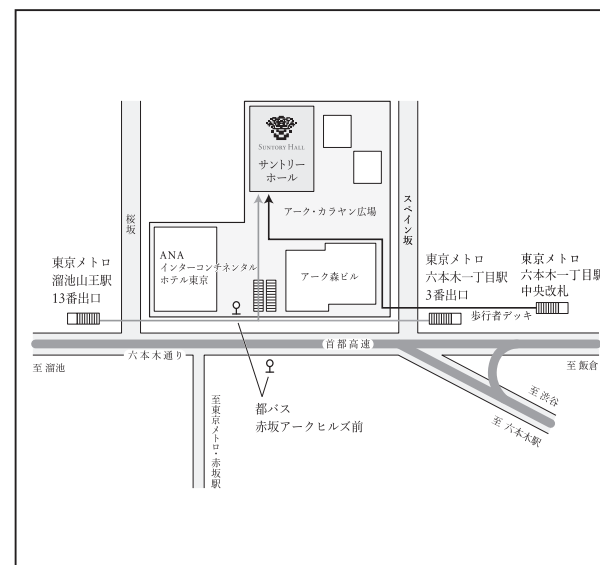 SUNTORY HALL
サントリー
ホール
アーク・カラヤン広場
桜坂
スペイン坂
ANA
インターコンチネンタル
ホテル東京
アーク森ビル
東京メトロ
溜池山王駅
13番出口
東京メトロ
六本木一丁目駅
3番出口
東京メトロ
六本木一丁目駅
中央改札
歩行者デッキ
首都高速
六本木通り
至 溜池
至 飯倉
至 渋谷
至 六本木駅
都バス
赤坂アークヒルズ前
至東京メトロ・赤坂駅